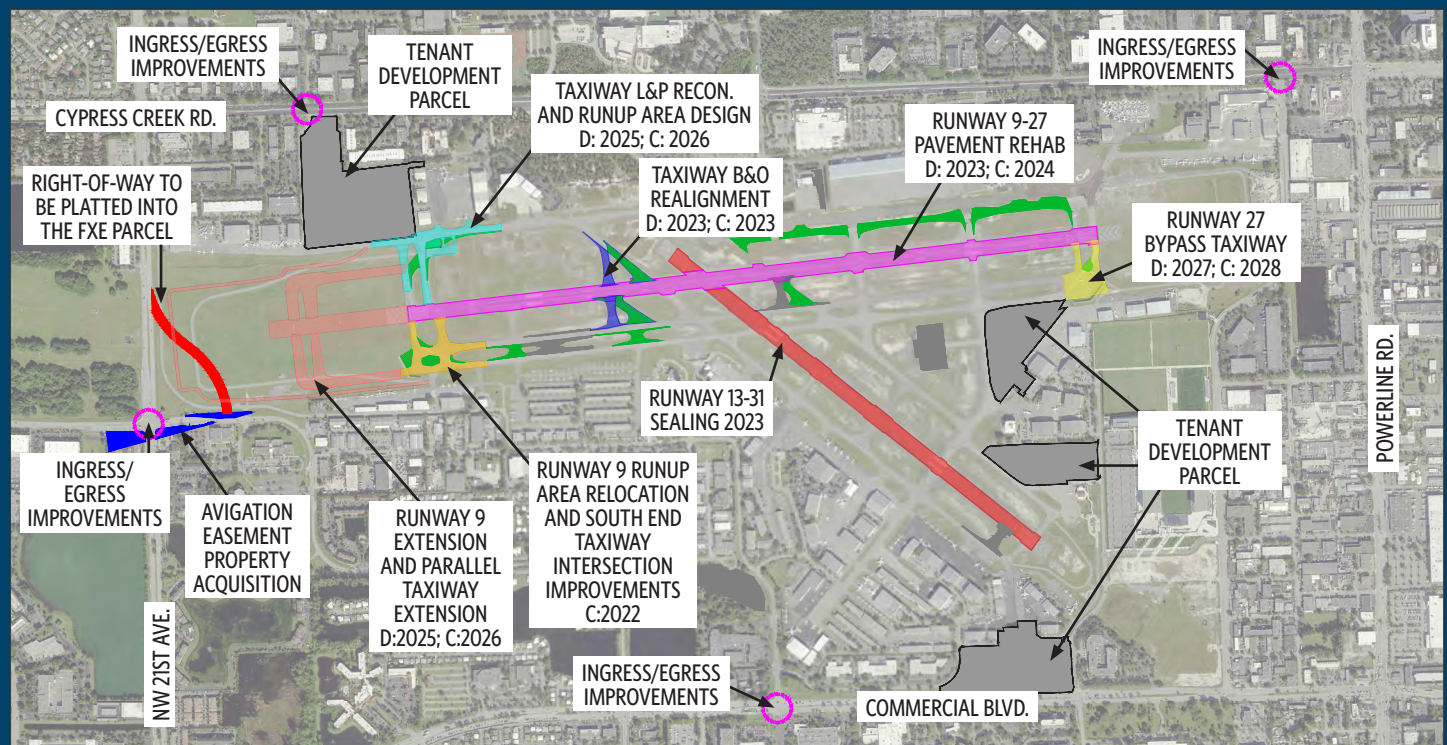 INGRESS/EGRESS
IMPROVEMENTS
TENANT
DEVELOPMENT
PARCEL
INGRESS/EGRESS
IMPROVEMENTS
CYPRESS CREEK RD.
TAXIWAY L&P RECON.
AND RUNUP AREA DESIGN
D: 2025; C: 2026
RUNWAY 9-27
PAVEMENT REHAB
D: 2023; C: 2024
RIGHT-OF-WAY TO
BE PLATTED INTO
THE FXE PARCEL
TAXIWAY B&O
REALIGNMENT
D: 2023; C: 2023
RUNWAY 27
BYPASS TAXIWAY
D: 2027; C: 2028
RUNWAY 13-31
SEALING 2023
POWERLINE RD.
TENANT
DEVELOPMENT
PARCEL
INGRESS/
EGRESS
IMPROVEMENTS
AVIGATION
EASEMENT
PROPERTY
ACQUISITION
RUNWAY 9
EXTENSION
AND PARALLEL
TAXIWAY
EXTENSION
D:2025; C:2026
RUNWAY 9 RUNUP
AREA RELOCATION
AND SOUTH END
TAXIWAY
INTERSECTION
IMPROVEMENTS
C:2022
NW 21ST AVE.
INGRESS/EGRESS
IMPROVEMENTS
COMMERCIAL BLVD.